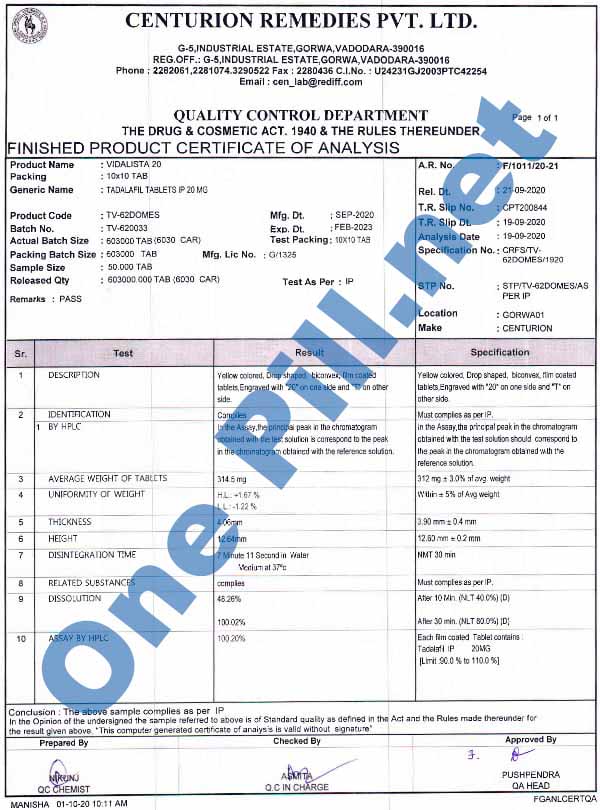 CENTURION REMEDIES PVT. LTD.
G-5,INDUSTRIAL ESTATE,GORWA,VADODARA-390016
REG.OFF.: G-5,INDUSTRIAL ESTATE,GORWA,VADODARA-390016
Phone : 2282061,2281074.3290522 Fax : 2280436 C.I.No. : U24231GJ2003PTC42254
Email : cen_lab@rediff.com
QUALITY CONTROL DEPARTMENT
Page 1 of 1
THE DRUG & COSMETIC ACT. 1940 & THE RULES THEREUNDER
FINISHED PRODUCT CERTIFICATE OF ANALYSIS
Product Name : VIDALISTA 20
Packing : 10x10 TAB
Generic Name : TADALAFIL TABLETS IP 20 MG
Product Code : TV-62DOMES Mfg. Dt. : SEP-2020
Batch No. : TV-620033 Exp. Dt. : FEB-2023
Actual Batch Size : 603000 TAB (6030 CAR) Test Packing : 10X10 TAB
Packing Batch Size : 603000 TAB Mfg. Lic No. : G/1325
Sample Size : 50.000 TAB
Released Qty : 603000.000 TAB (6030 CAR) Test As Per : IP
Remarks : PASS
A.R. No. : F/1011/20-21
Rel. Dt. : 21-09-2020
T.R. Slip No. : CPT200844
T.R. Slip Dt. : 19-09-2020
Analysis Date : 19-09-2020
Specification No. : CRFS/TV-
62DOMES/1920
STP No. : STP/TV-62DOMES/AS
PER IP
Location : GORWA01
Make : CENTURION
Sr. Test Result Specification
1 DESCRIPTION
Yellow colored, Drop shaped, biconvex, film coated
tablets,Engraved with "20" on one side and "T" on other
side.
Yellow colored, Drop shaped, biconvex, film coated
tablets,Engraved with "20" on one side and "T" on
other side.
2 IDENTIFICATION Complies Must complies as per IP.
1 BY HPLC
In the Assay,the principal peak in the chromatogram
obtained with the test solution is correspond to the peak
in the chromatogram obtained with the reference solution.
In the Assay,the principal peak in the chromatogram
obtained with the test solution should correspond to
the peak in the chromatogram obtained with the
reference solution.
3 AVERAGE WEIGHT OF TABLETS 314.5 mg 312 mg ± 3.0% of avg. weight
4 UNIFORMITY OF WEIGHT H.L.: +1.67 % Within ± 5% of Avg weight
L.L.: -1.22 %
5 THICKNESS 4.06mm 3.90 mm ± 0.4 mm
6 HEIGHT 12.64mm 12.60 mm ± 0.2 mm
7 DISINTEGRATION TIME 7 Minute 11 Second in Water NMT 30 min
Medium at 37°c
8 RELATED SUBSTANCES complies Must complies as per IP.
9 DISSOLUTION 48.26% After 10 Min. (NLT 40.0%) (D)
100.02% After 30 min. (NLT 80.0%) (D)
10 ASSAY BY HPLC 100.20% Each film coated Tablet contains :
Tadalafil IP 20MG
[Limit :90.0 % to 110.0 %]
Conclusion : The above sample complies as per IP
In the Opinion of the undersigned the sample referred to above is of Standard quality as defined in the Act and the Rules made thereunder for
the result given above. "This computer generated certificate of analysis is valid without signature"
Prepared By Checked By Approved By
NIKUNJ ASMITA PUSHPENDRA
QC CHEMIST Q.C IN CHARGE QA HEAD
MANISHA 01-10-20 10:11 AM FGANLCERTQA
One Pill.net